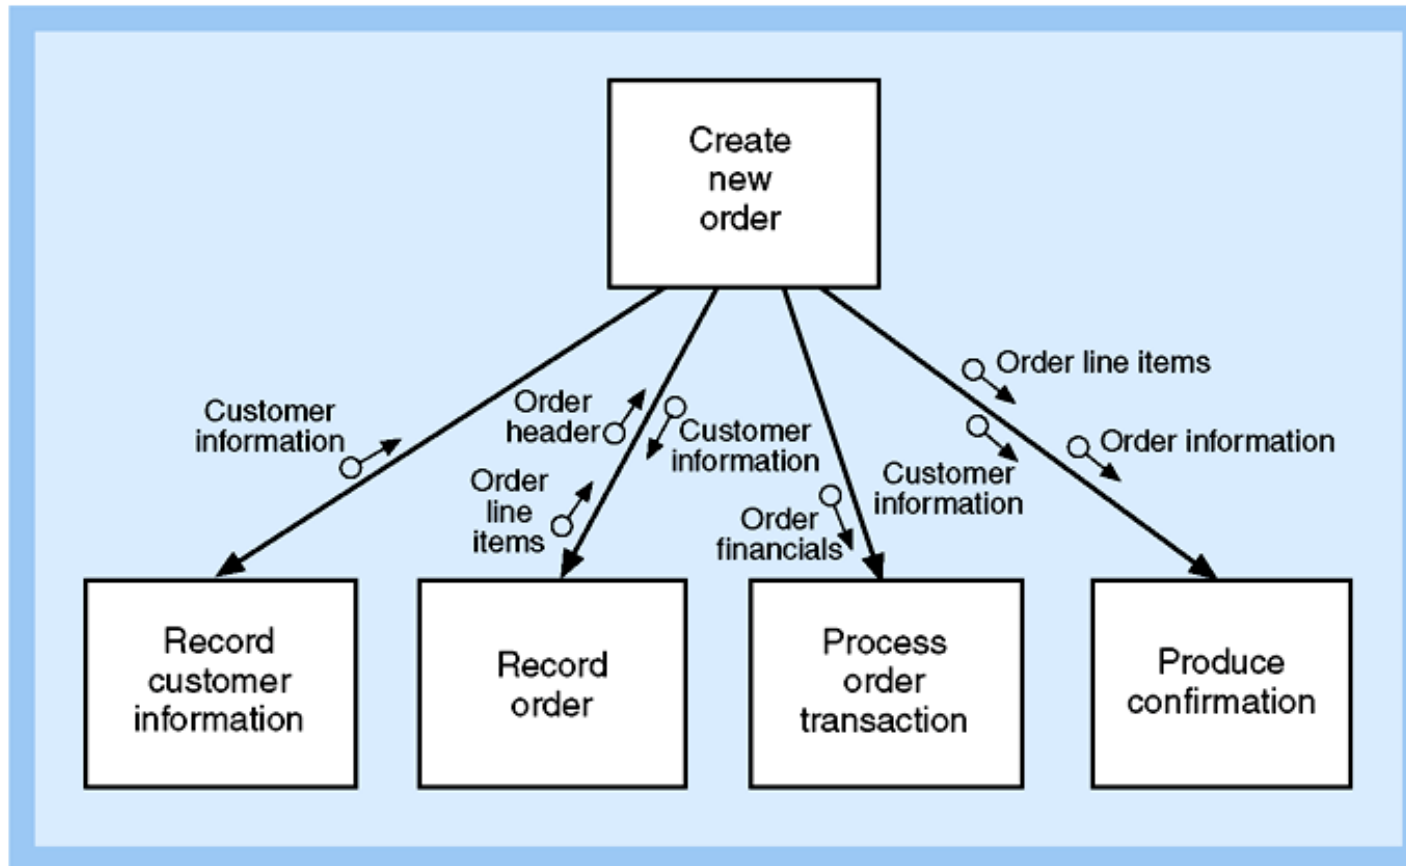 Create
new
order
Order line items
Customer
information
Order
header
Customer
information
Order information
Order
line
items
Order
financials
Customer
information
Record
customer
information
Record
order
Process
order
transaction
Produce
confirmation